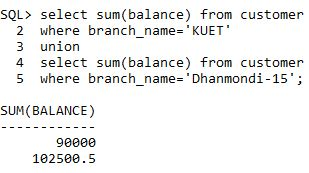 SQL> select sum(balance) from customer
2 where branch_name='KUET'
3 union
4 select sum(balance) from customer
5 where branch_name='Dhanmondi-15';
SUM(BALANCE)
------------
90000
102500.5